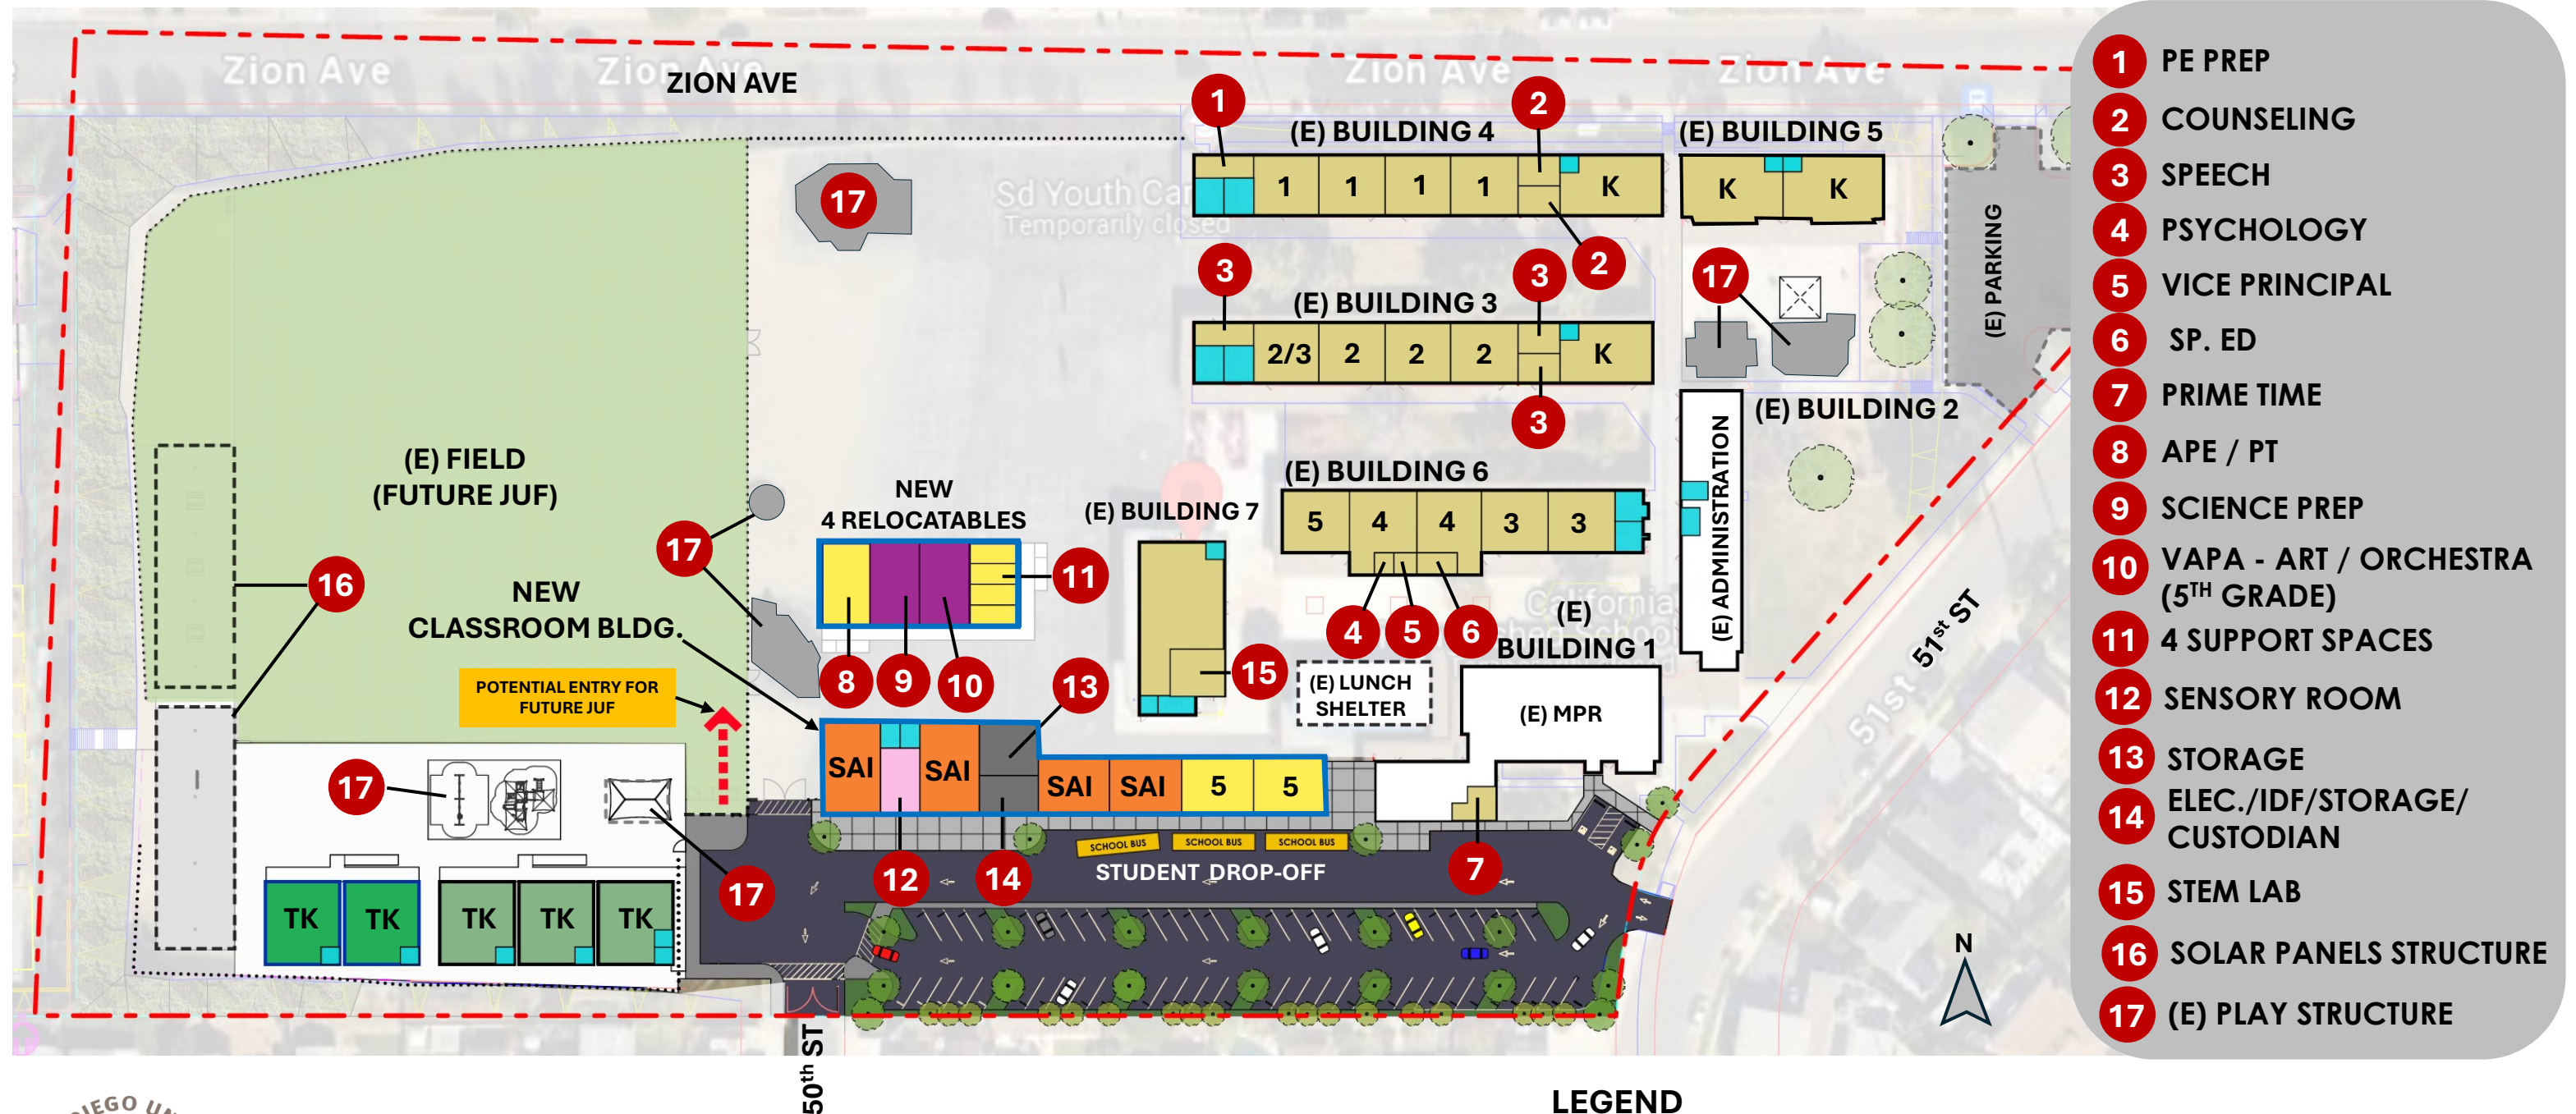 Zion Ave
Zion Ave
ZION AVE
Zion Ave
Zion Ave
1
2
(E) BUILDING 4
(E) BUILDING 5
1
1
1
1
K
K
K
17
Sd Youth Ca
Temporarily closed
2
3
3
17
(E) BUILDING 3
2/3
2
2
2
K
3
(E) PARKING
(E) BUILDING 2
(E) ADMINISTRATION
(E) FIELD
(FUTURE JUF)
(E) BUILDING 6
5
4
4
3
3
NEW
4 RELOCATABLES
(E) BUILDING 7
17
16
11
NEW
CLASSROOM BLDG.
8
9
10
13
15
4
5
6
California
(E)
BUILDING 1
(E) LUNCH
SHELTER
(E) MPR
51st ST
51st ST
POTENTIAL ENTRY FOR
FUTURE JUF
SAI
SAI
SAI
SAI
5
5
17
17
12
14
7
SCHOOL BUS
SCHOOL BUS
SCHOOL BUS
STUDENT DROP-OFF
TK
TK
TK
TK
TK
N
50th ST
1 PE PREP
2 COUNSELING
3 SPEECH
4 PSYCHOLOGY
5 VICE PRINCIPAL
6 SP. ED
7 PRIME TIME
8 APE / PT
9 SCIENCE PREP
10 VAPA - ART / ORCHESTRA
(5TH GRADE)
11 4 SUPPORT SPACES
12 SENSORY ROOM
13 STORAGE
14 ELEC./IDF/STORAGE/
CUSTODIAN
15 STEM LAB
16 SOLAR PANELS STRUCTURE
17 (E) PLAY STRUCTURE
LEGEND